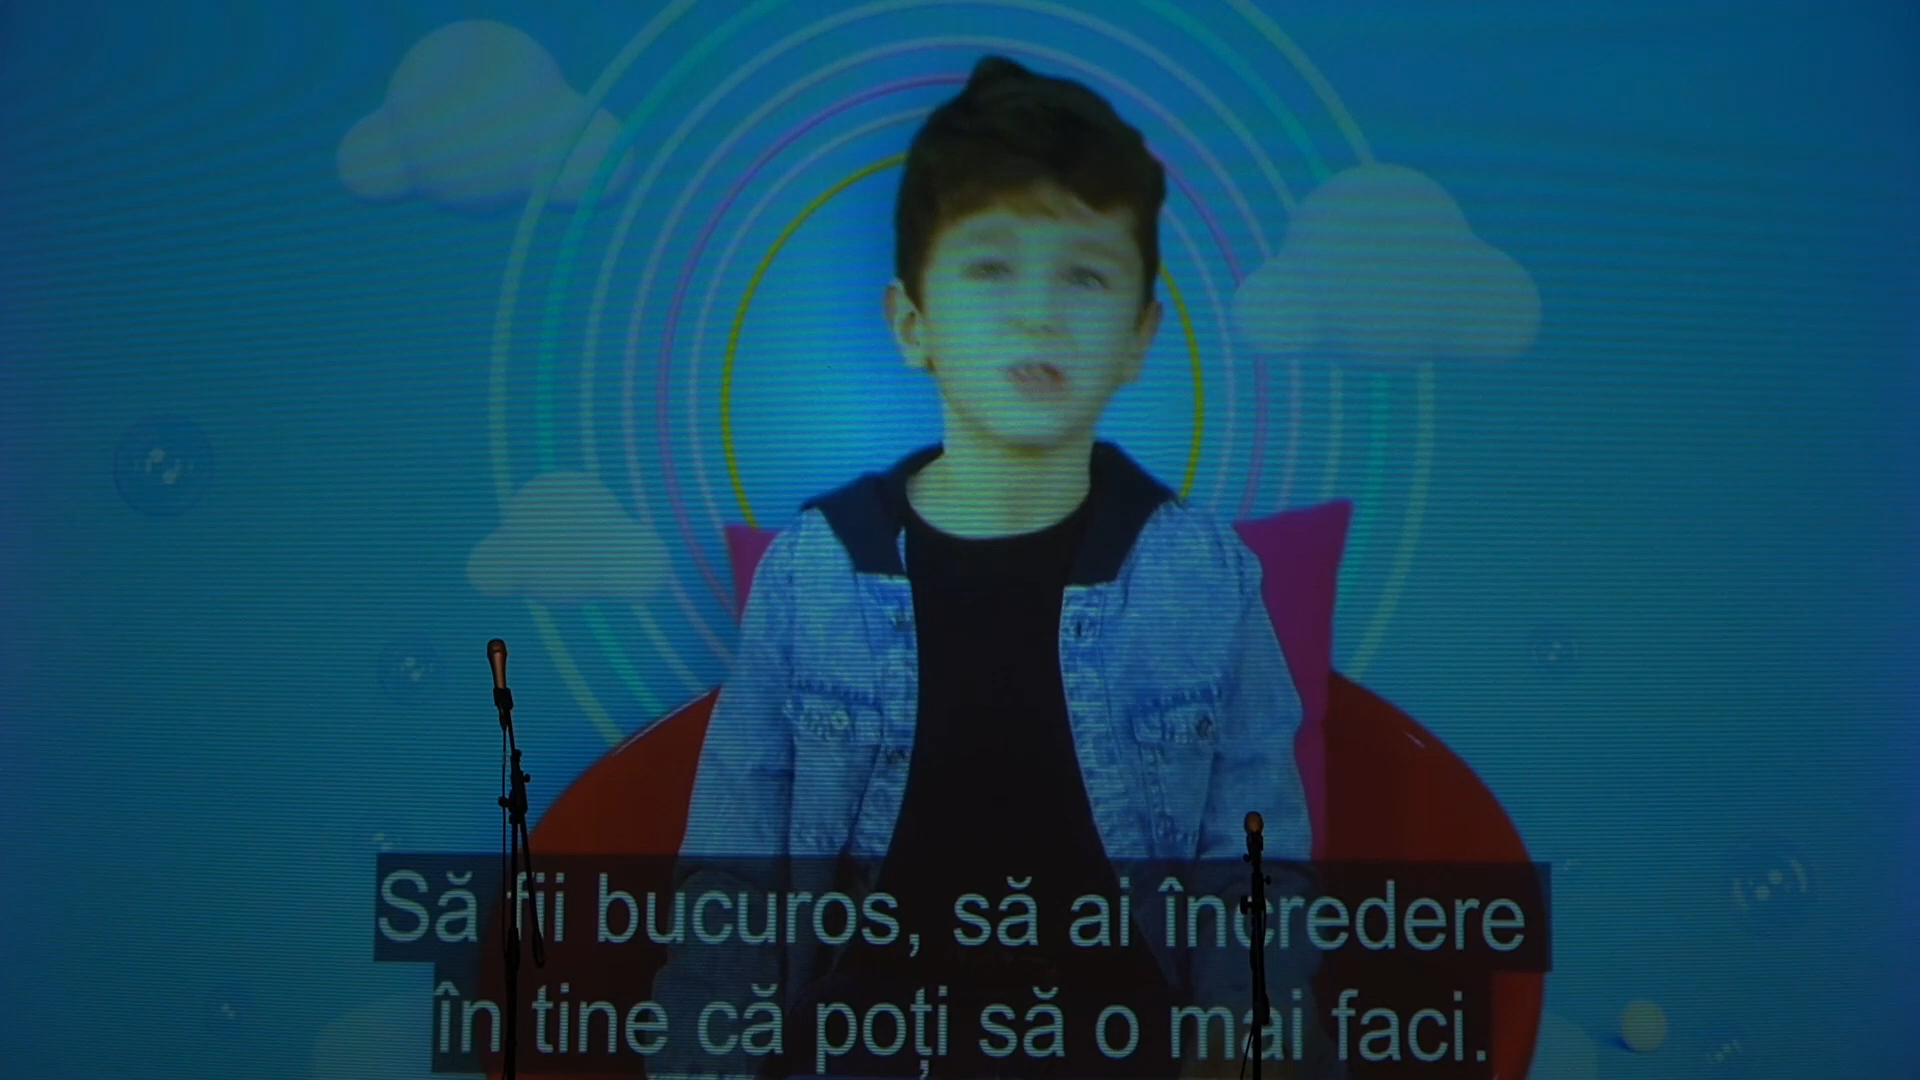 Să fii bucuros, să ai încredere
în tine că poți să o mai faci.